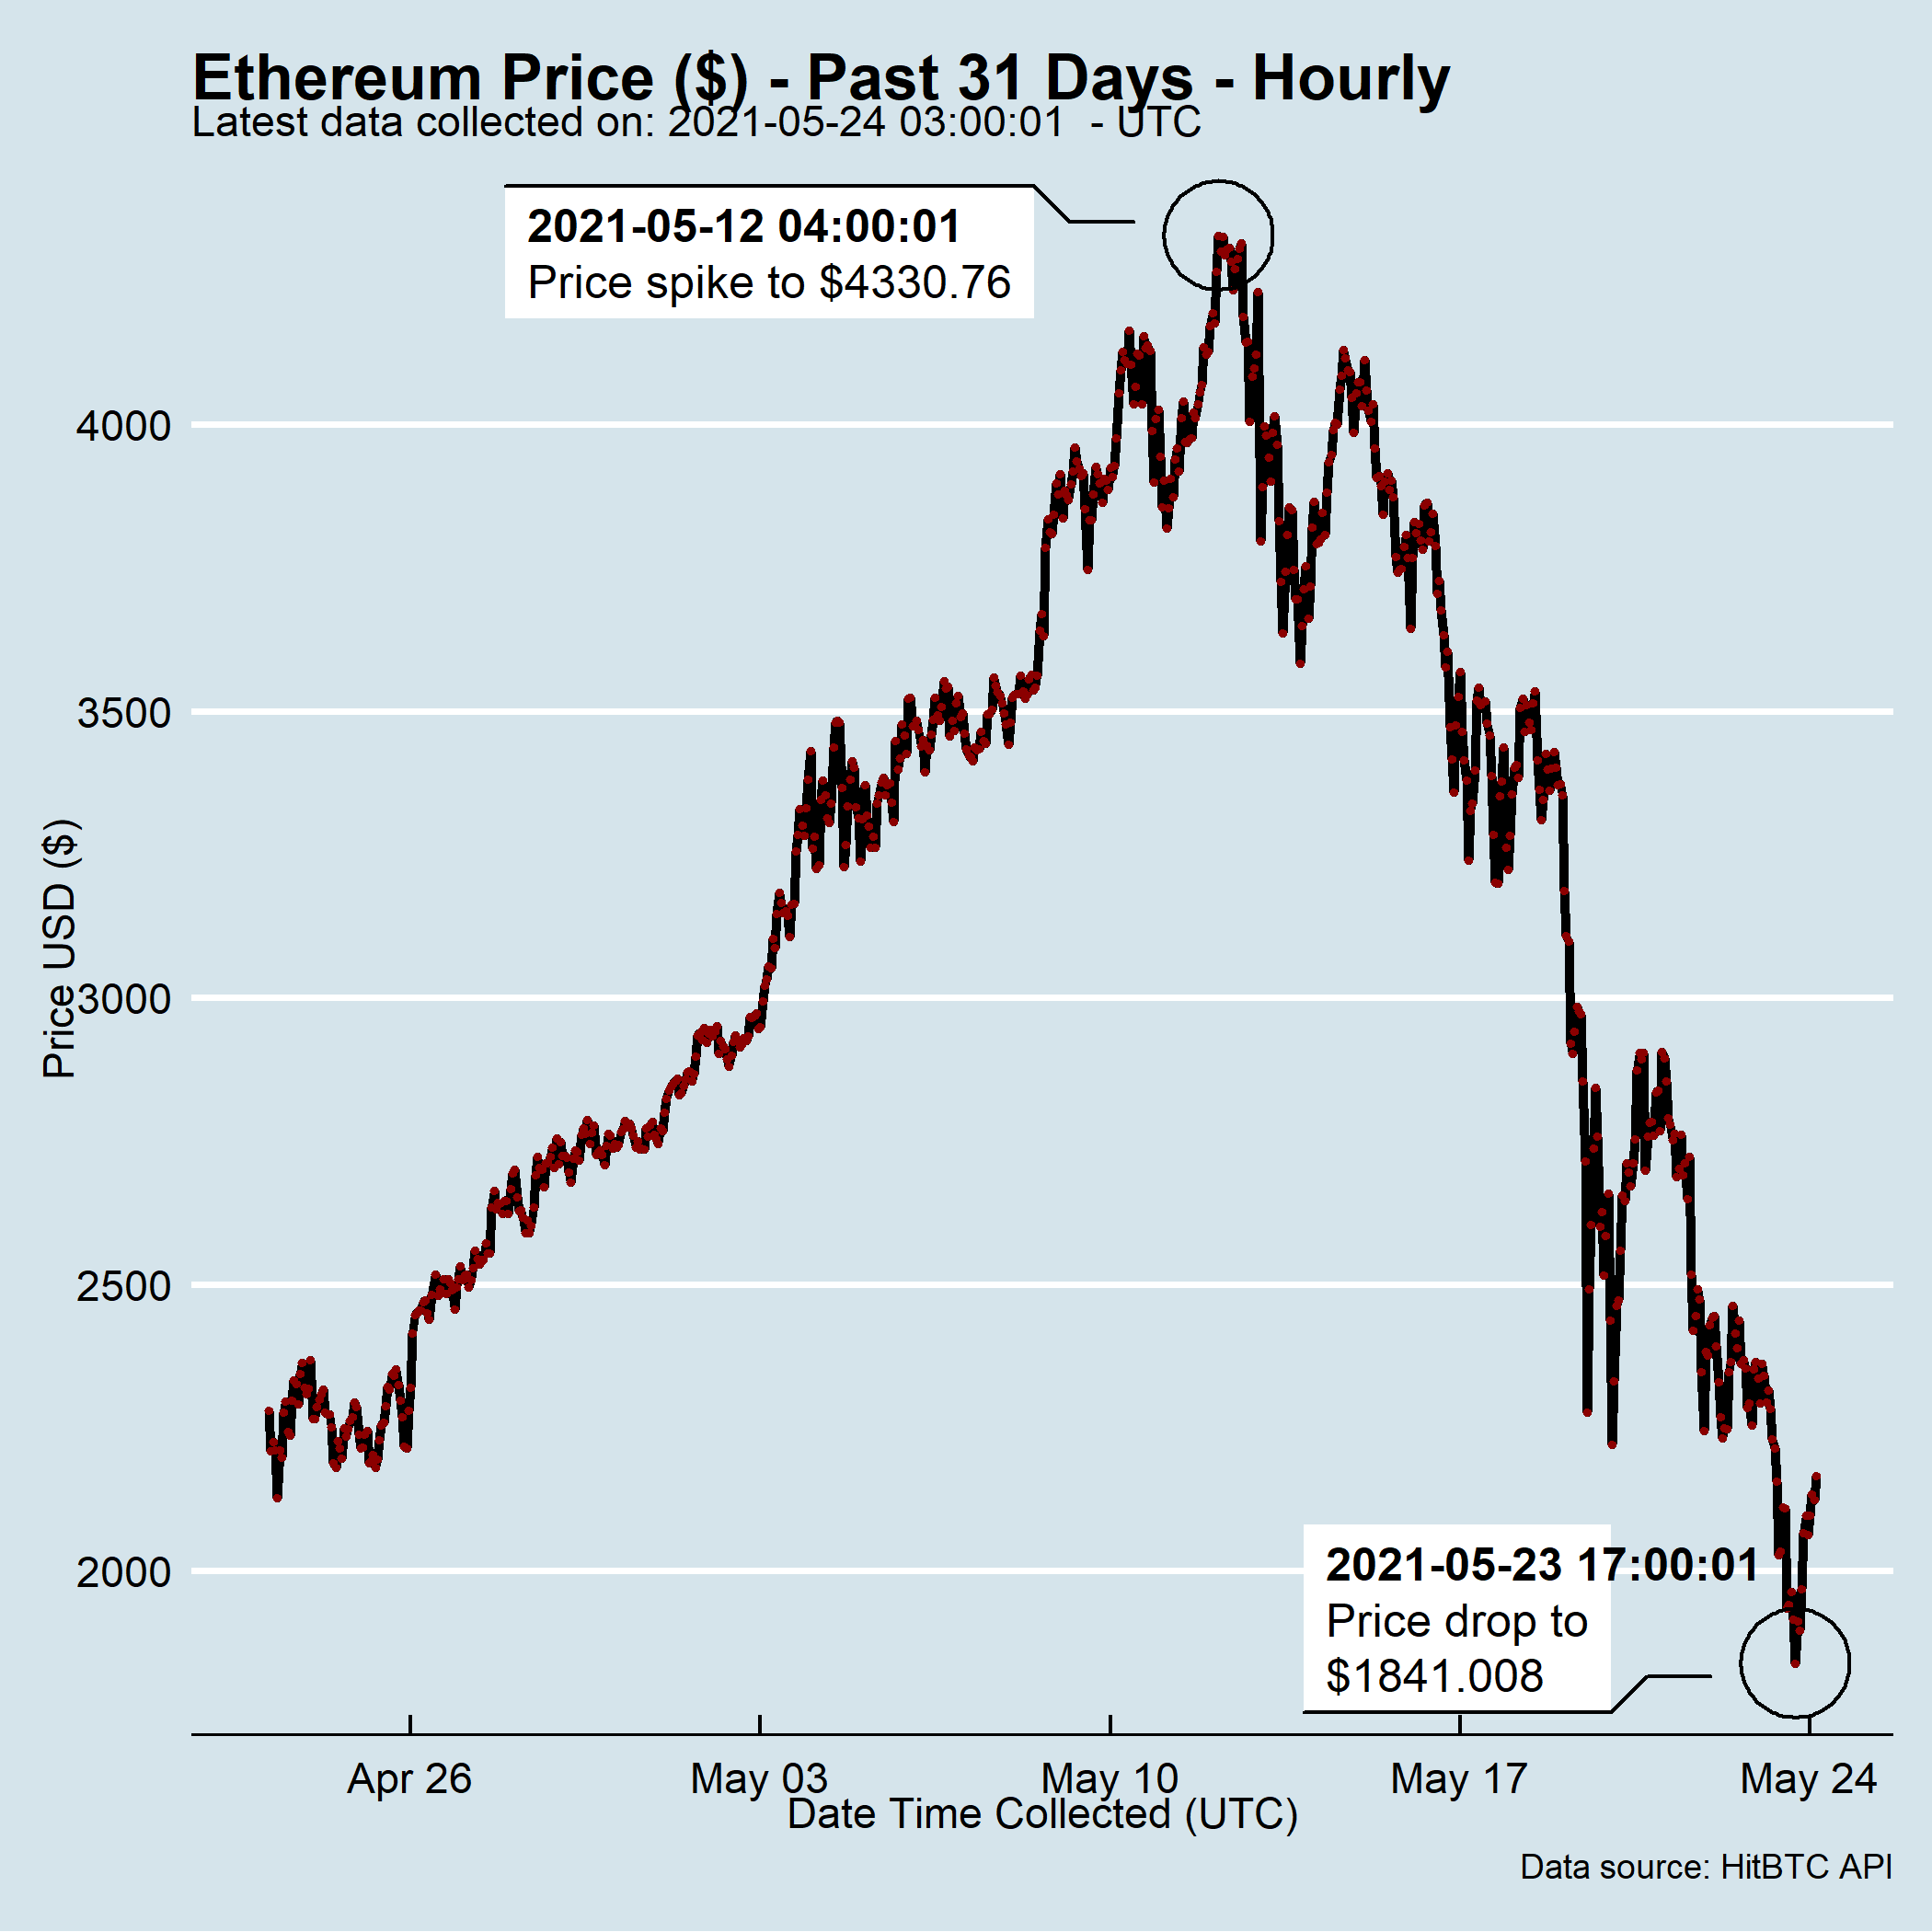 Ethereum Price ($) - Past 31 Days - Hourly
Latest data collected on: 2021-05-24 03:00:01  - UTC
2021-05-12 04:00:01
Price spike to $4330.76
4000
3500
3000
2500
2000
Price USD ($)
2021-05-23 17:00:01
Price drop to
$1841.008
Apr 26
May 03
May 10
May 17
May 24
Date Time Collected (UTC)
Data source: HitBTC API